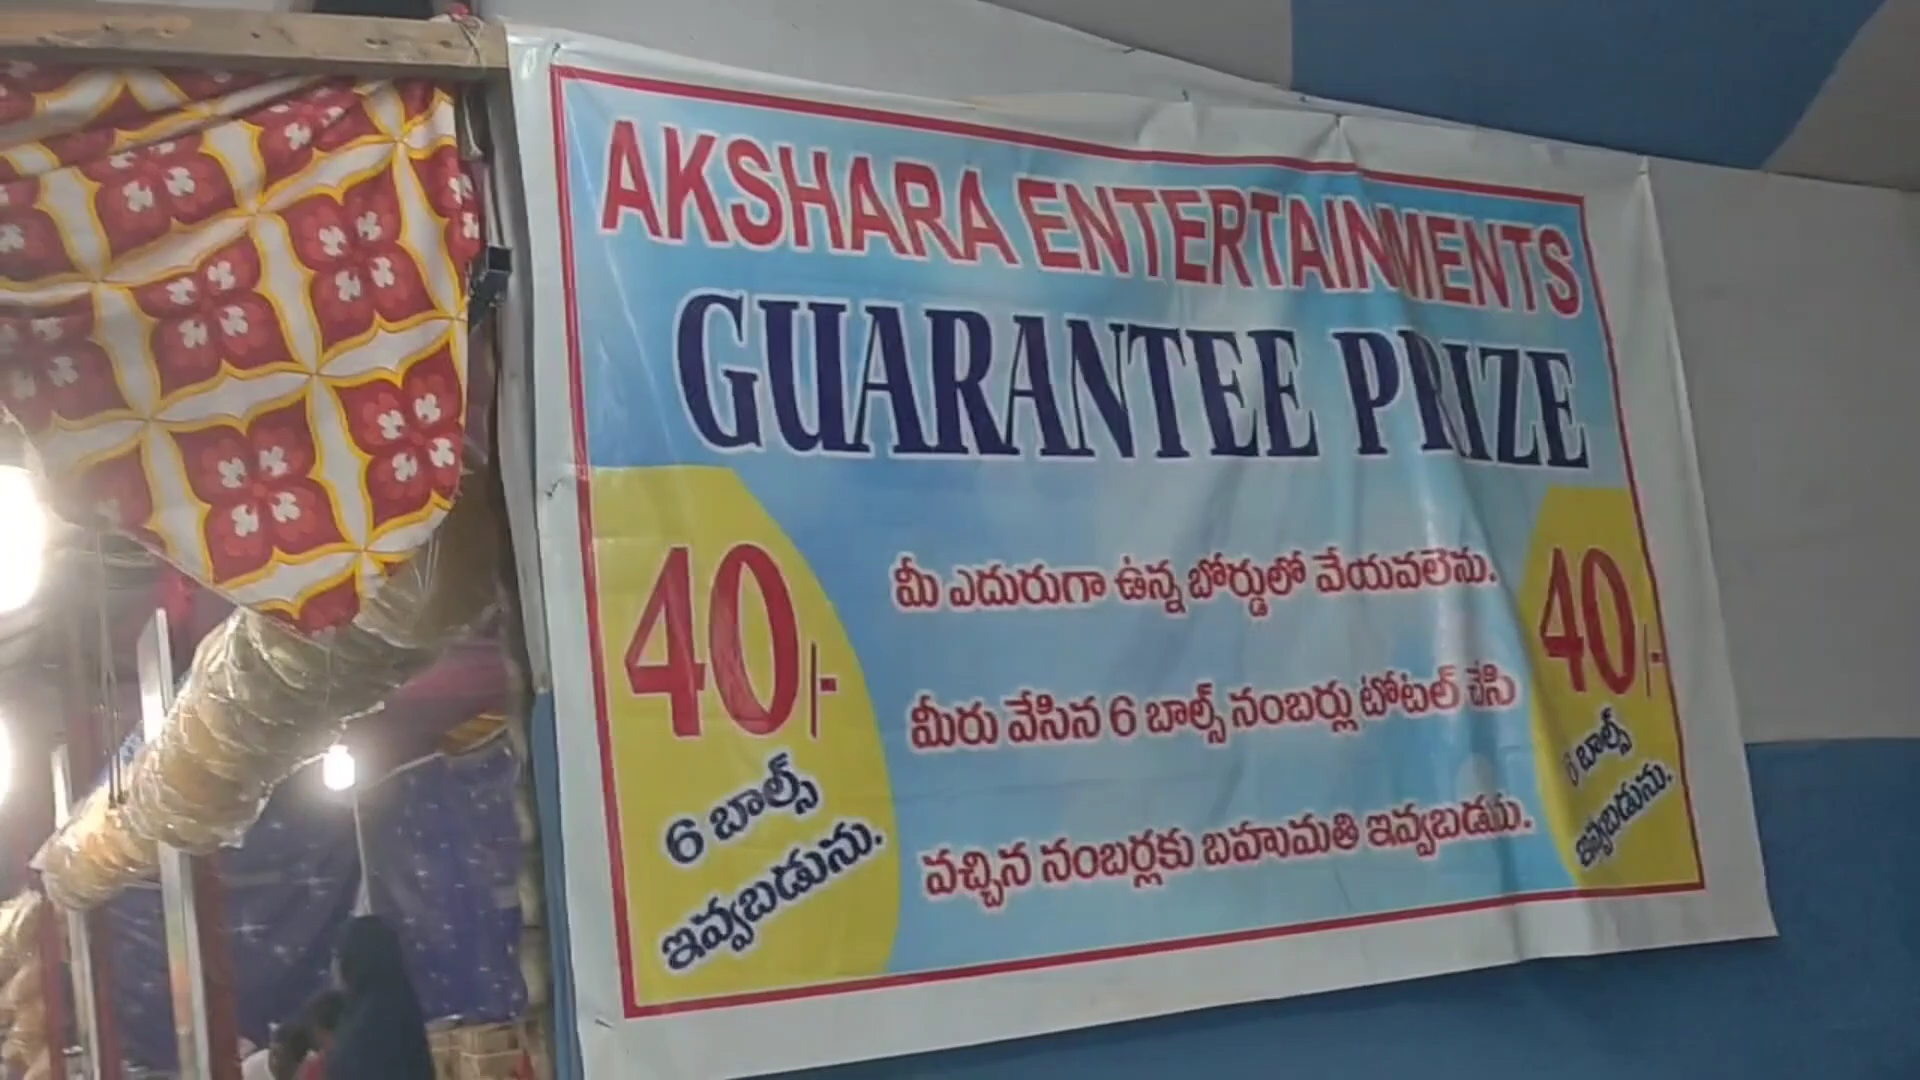 AKSHARA ENTERTAINMENTS
GUARANTEE PRIZE
40/-
6 బాల్స్
ఇవ్వబడును.
మీ ఎదురుగా ఉన్న బోర్డులో వేయవలెను.
మీరు వేసిన 6 బాల్స్ నంబర్లు టోటల్ చేసి
వచ్చిన నంబర్లకు బహుమతి ఇవ్వబడును.
40/-
6 బాల్స్
ఇవ్వబడును.